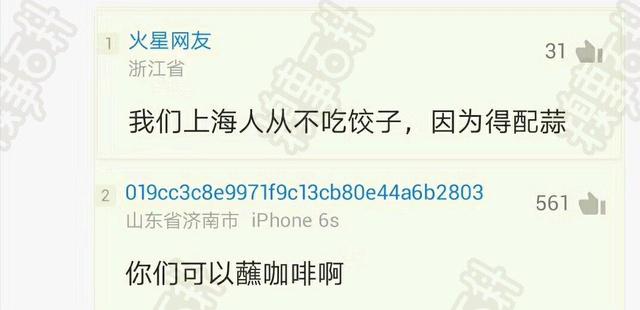 1
火星网友
31
浙江省
我们上海人从不吃饺子，因为得配蒜
2
019cc3c8e9971f9c13cb80e44a6b2803
561
山东省济南市 iPhone 6s
你们可以蘸咖啡啊